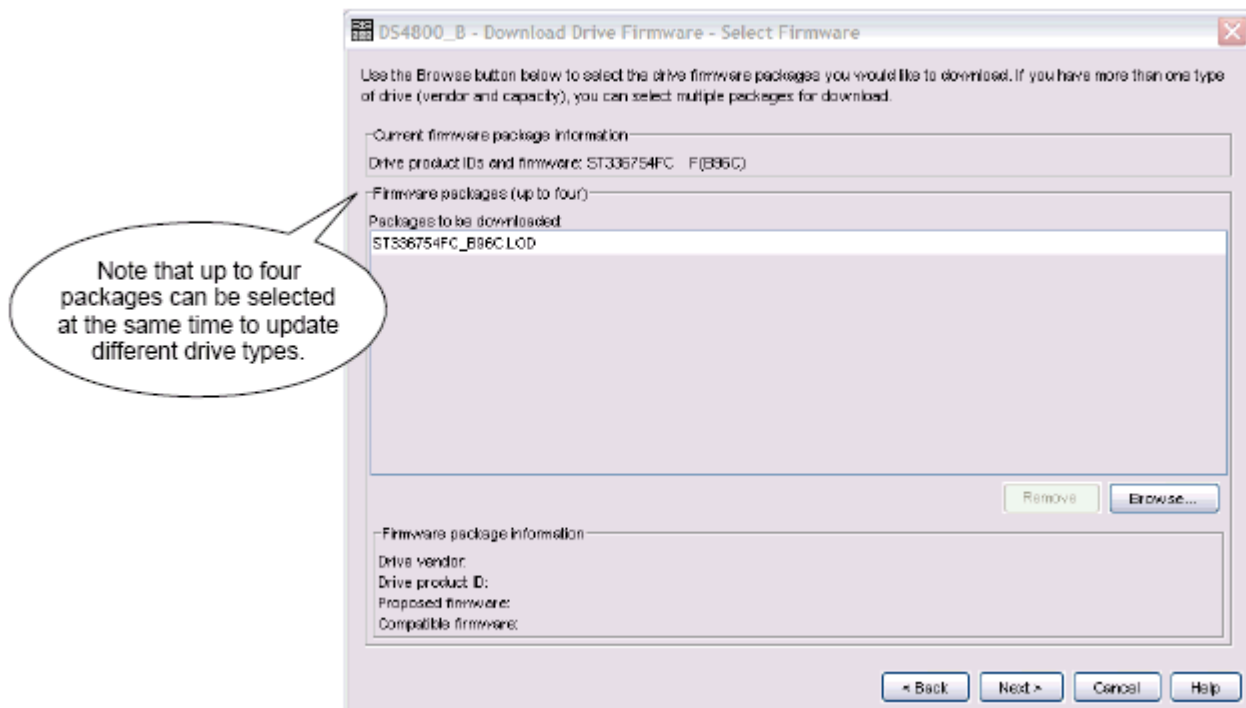 DS4800_B - Download Drive Firmware - Select Firmware
Use the Browse button below to select the drive firmware packages you would like to download. If you have more than one type
of drive (vendor and capacity), you can select multiple packages for download.
Current firmware package information
Drive product IDs and firmware: ST336754FC F(B96C)
Firmware packages (up to four)
Packages to be downloaded:
ST336754FC_B96C.LOD
Note that up to four
packages can be selected
at the same time to update
different drive types.
Remove
Browse...
Firmware package information
Drive vendor:
Drive product ID:
Proposed firmware:
Compatible firmware:
< Back
Next >
Cancel
Help